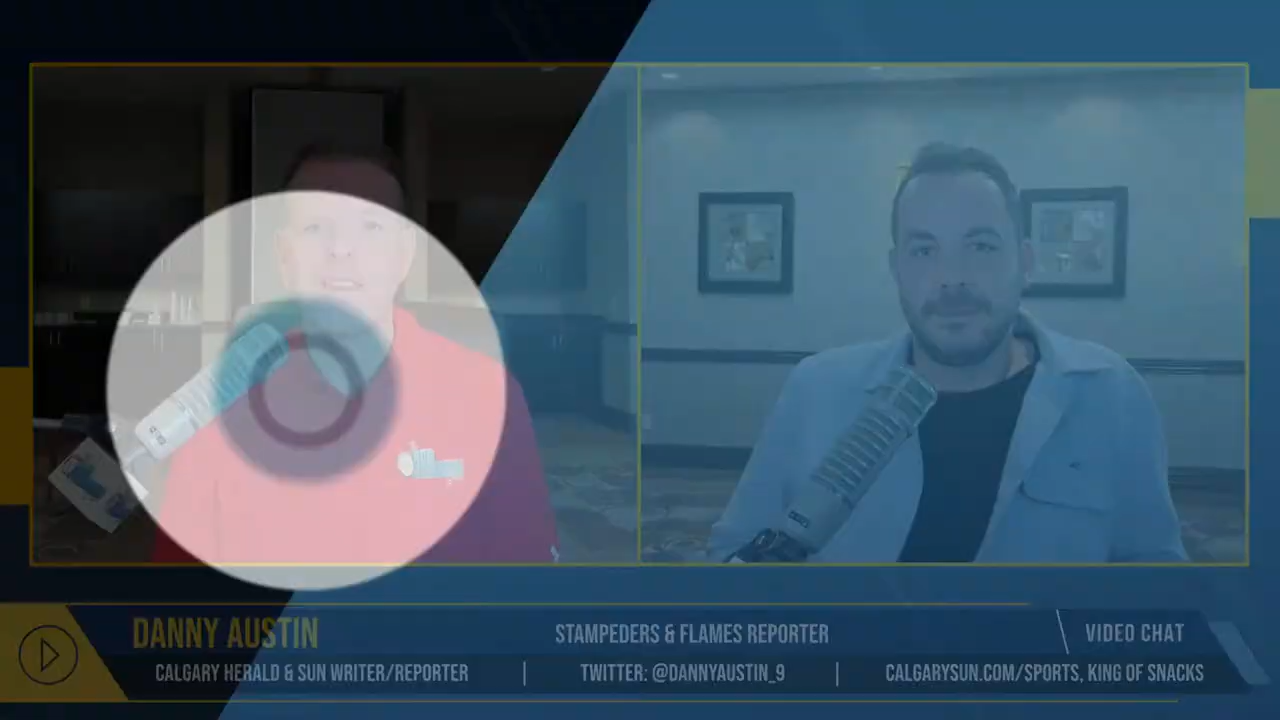 DANNY AUSTIN
STAMPEDERS & FLAMES REPORTER
VIDEO CHAT
CALGARY HERALD & SUN WRITER/REPORTER | TWITTER: @DANNYAUSTIN_9 | CALGARYSUN.COM/SPORTS, KING OF SNACKS